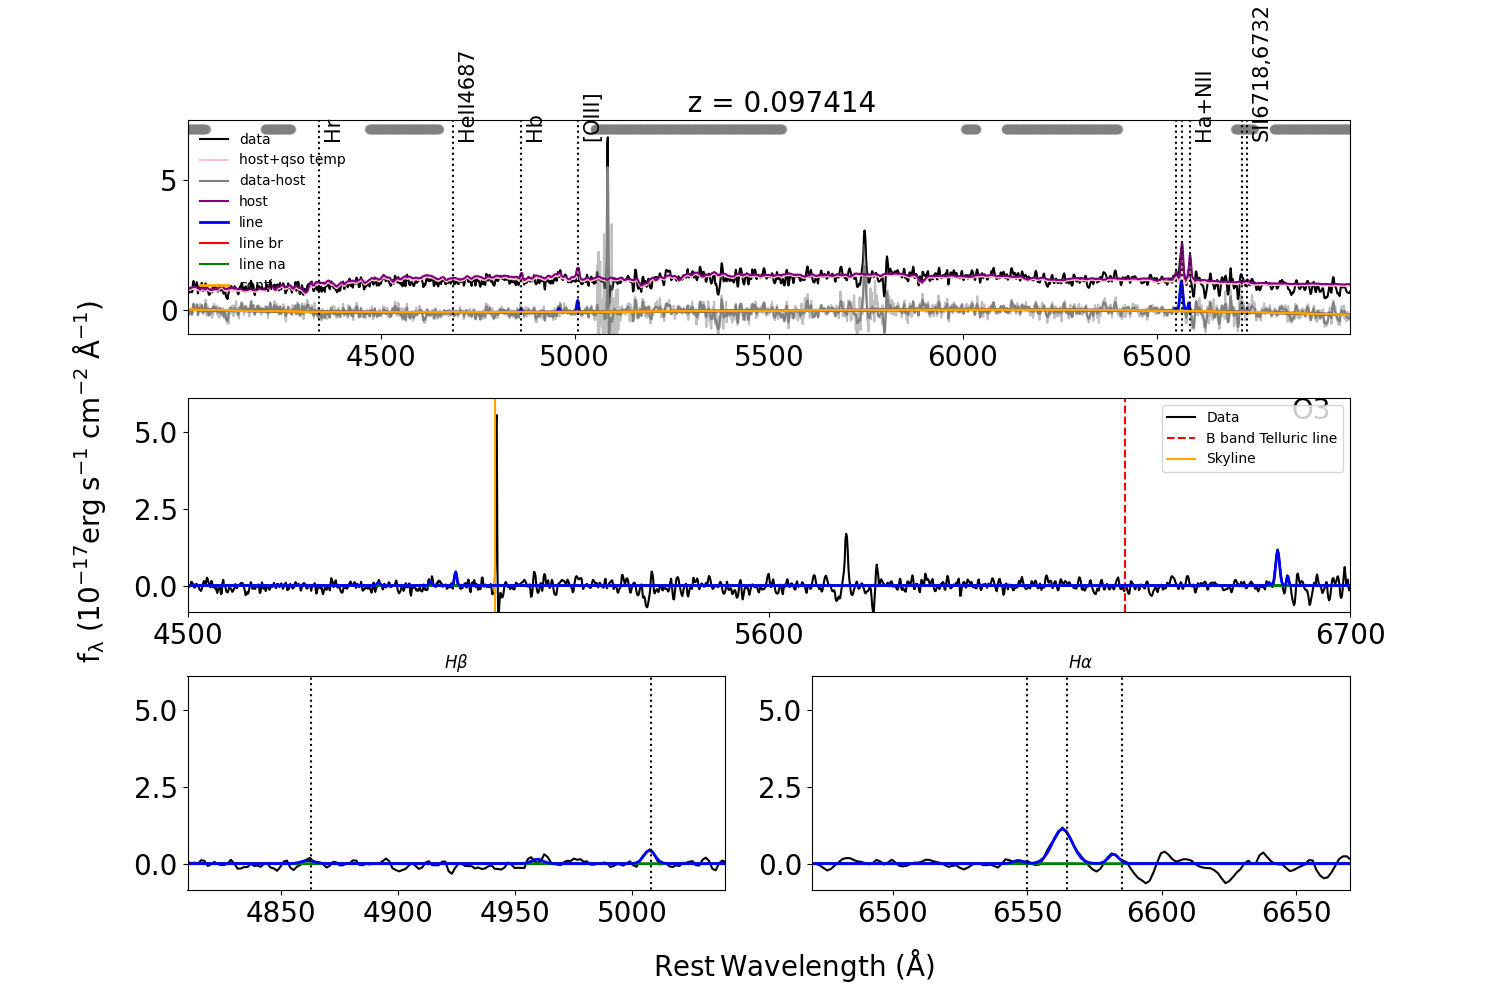 z = 0.097414
Hr
HeII4687
Hb
[OIII]
Ha+NII
SII6718,6732
data
host+qso temp
data-host
host
line
line br
line na
5
0
4500
5000
5500
6000
6500
O3
Data
B band Telluric line
Skyline
5.0
2.5
0.0
4500
5600
6700
fλ (10⁻¹⁷erg s⁻¹ cm⁻² Å⁻¹)
Hβ
5.0
2.5
0.0
4850
4900
4950
5000
Hα
5.0
2.5
0.0
6500
6550
6600
6650
Rest Wavelength (Å)